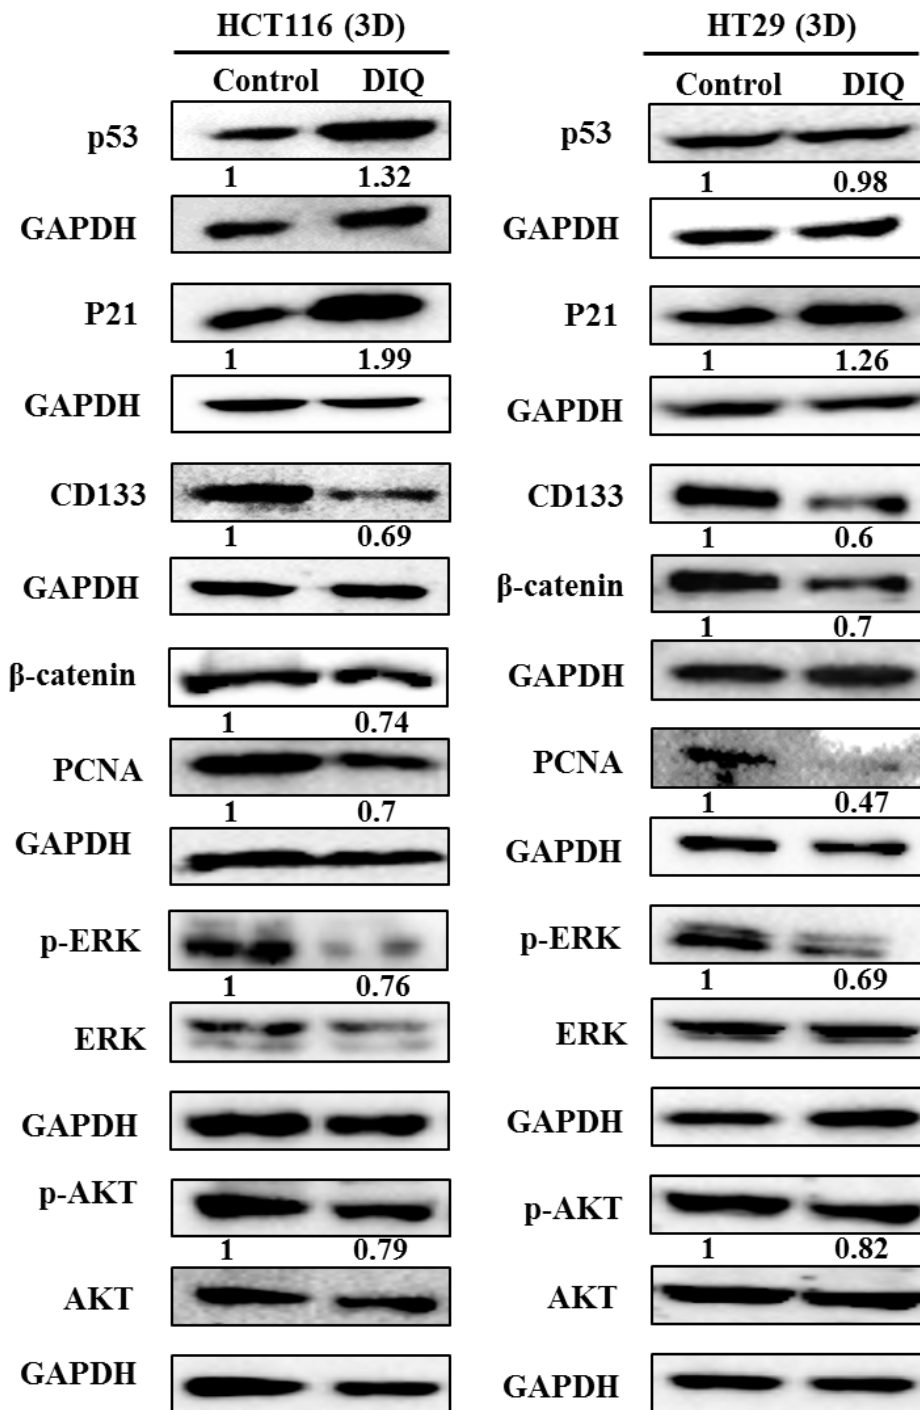 HCT116 (3D)
Control DIQ
p53
1 1.32
GAPDH
P21
1 1.99
GAPDH
CD133
1 0.69
GAPDH
β-catenin
1 0.74
PCNA
1 0.7
GAPDH
p-ERK
1 0.76
ERK
GAPDH
p-AKT
1 0.79
AKT
GAPDH
HT29 (3D)
Control DIQ
p53
1 0.98
GAPDH
P21
1 1.26
GAPDH
CD133
1 0.6
β-catenin
1 0.7
GAPDH
PCNA
1 0.47
GAPDH
p-ERK
1 0.69
ERK
GAPDH
p-AKT
1 0.82
AKT
GAPDH